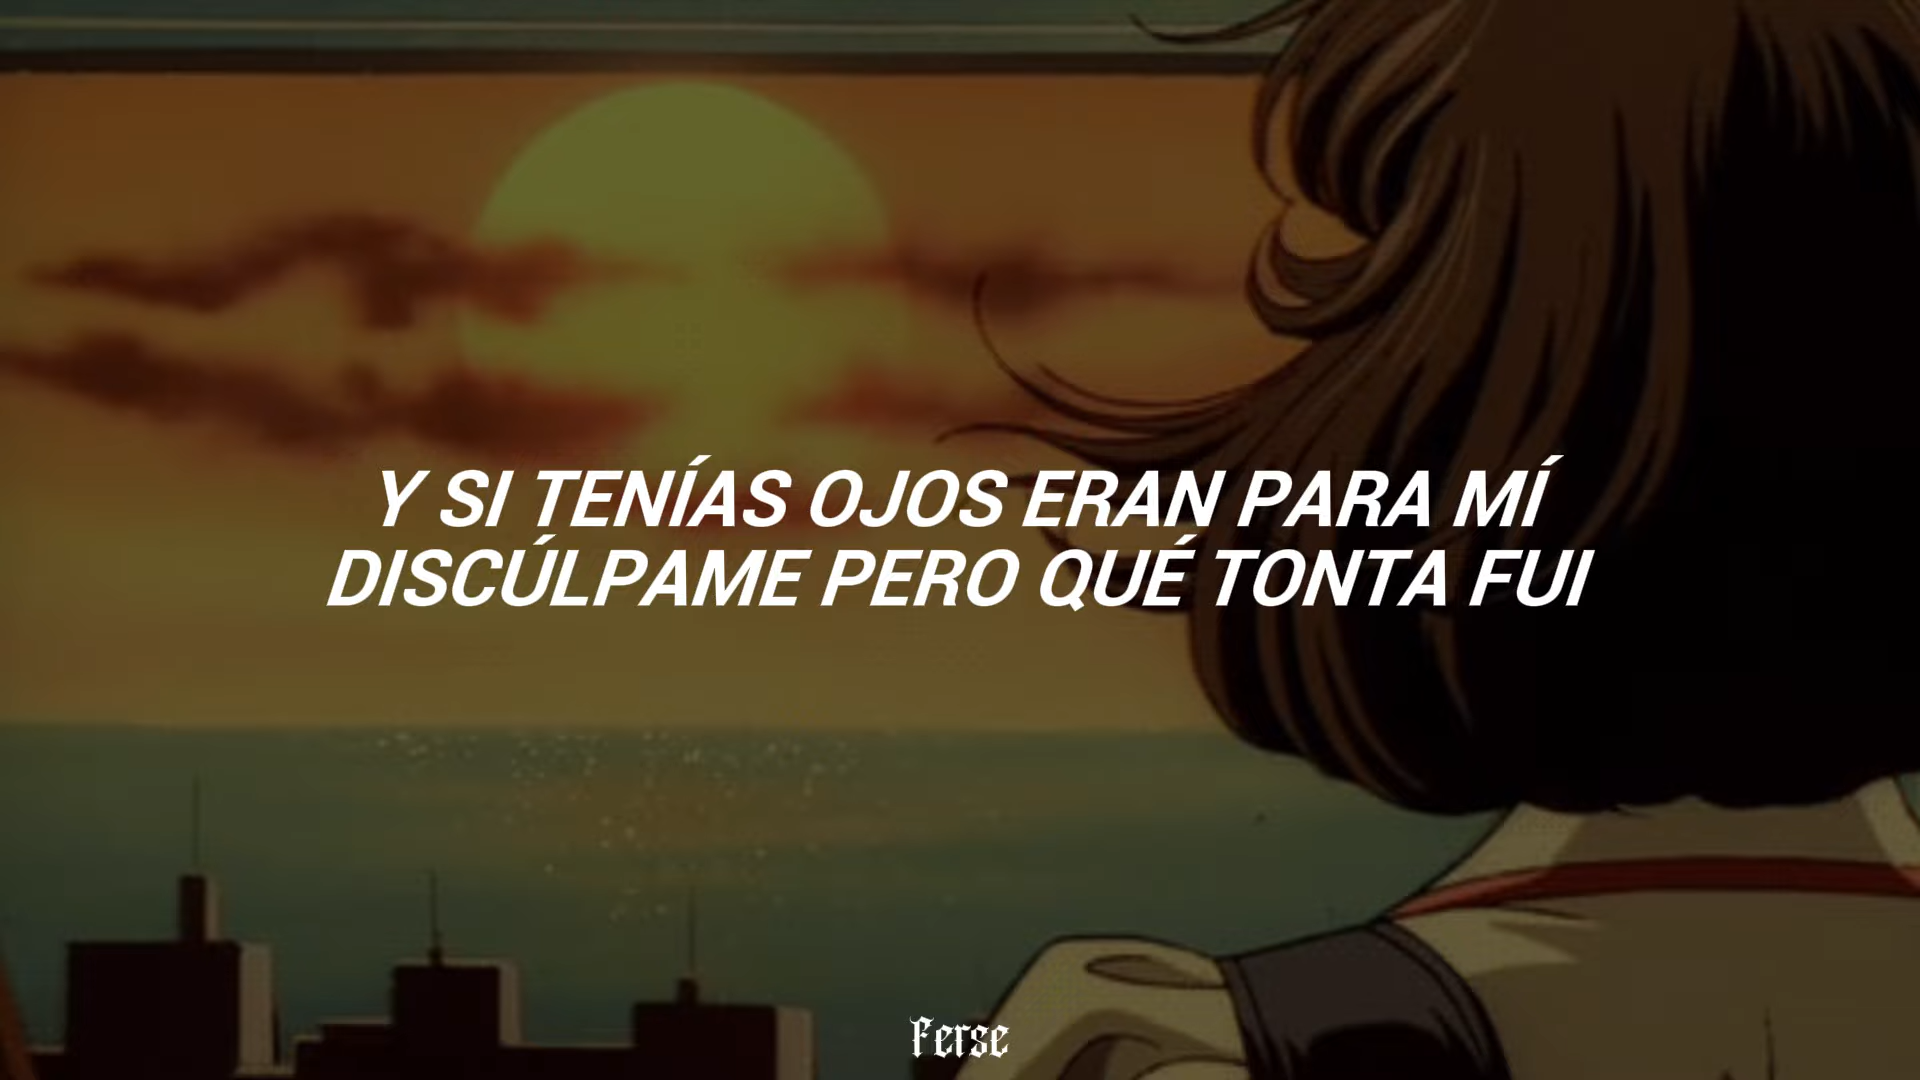 Y SI TENÍAS OJOS ERAN PARA MÍ
DISCÚLPAME PERO QUÉ TONTA FUI
Ferse